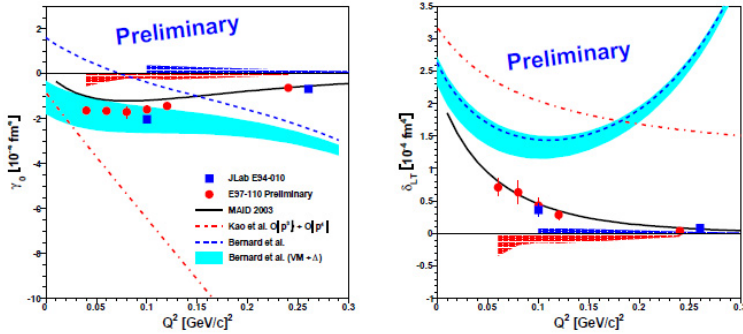 Preliminary
γ₀ [10⁻⁴ fm⁴]
2
0
-2
-4
-6
-8
-10
JLab E94-010
E97-110 Preliminary
MAID 2003
Kao et al. O(p³) + O(p⁴)
Bernard et al.
Bernard et al. (VM + Δ)
0 0.05 0.1 0.15 0.2 0.25 0.3
Q² [GeV/c]²
Preliminary
δLT [10⁻⁴ fm⁴]
3.5
3
2.5
2
1.5
1
0.5
0
-0.5
-1
0 0.05 0.1 0.15 0.2 0.25 0.3
Q² [GeV/c]²